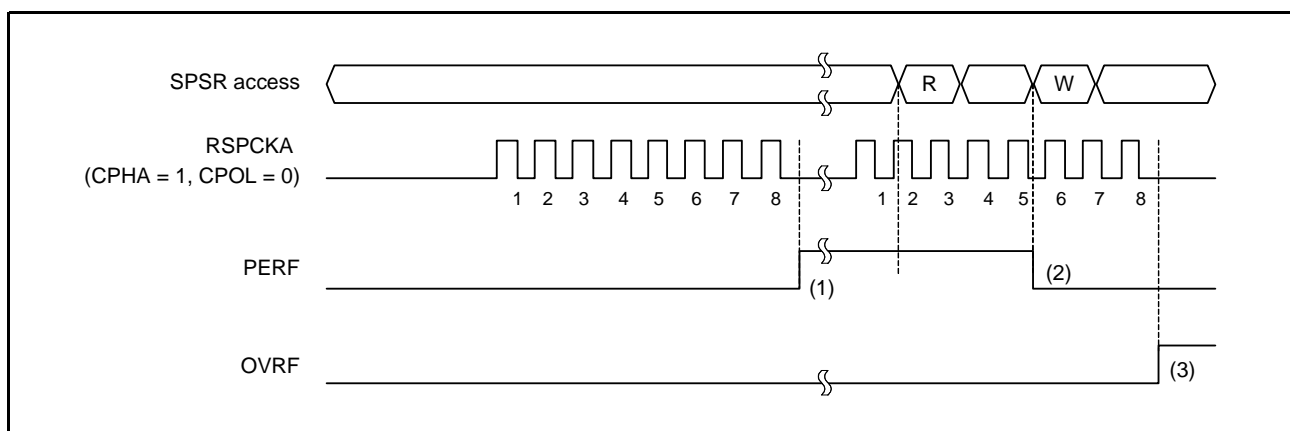 SPSR access
R
W
RSPCKA
(CPHA = 1, CPOL = 0)
1 2 3 4 5 6 7 8 1 2 3 4 5 6 7 8
PERF
(1)
(2)
OVRF
(3)